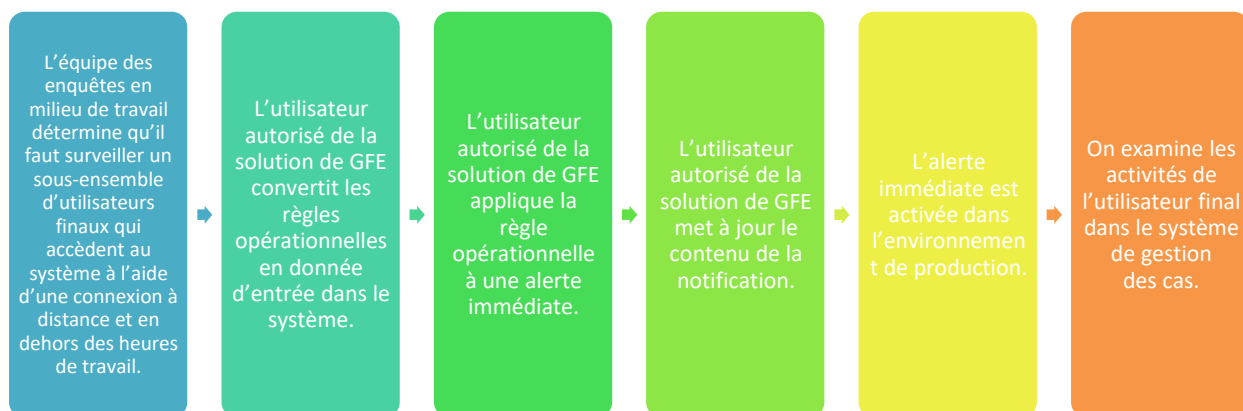 L'équipe des
enquêtes en
milieu de travail
détermine qu'il
faut surveiller un
sous-ensemble
d'utilisateurs
finaux qui
accèdent au
système à l'aide
d'une connexion à
distance et en
dehors des heures
de travail.
L'utilisateur
autorisé de la
solution de GFE
convertit les
règles
opérationnelles
en donnée
d'entrée dans le
système.
L'utilisateur
autorisé de la
solution de GFE
applique la
règle
opérationnelle
à une alerte
immédiate.
L'utilisateur
autorisé de la
solution de GFE
met à jour le
contenu de la
notification.
L'alerte
immédiate est
activée dans
l'environnemen
t de production.
On examine les
activités de
l'utilisateur final
dans le système
de gestion
des cas.